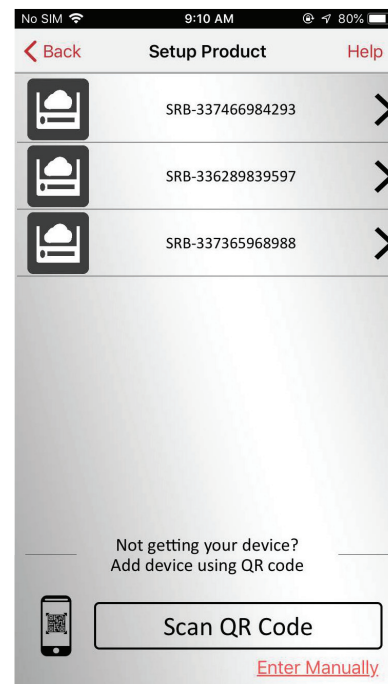 No SIM 9:10 AM 80%
Back Setup Product Help
SRB-337466984293
SRB-336289839597
SRB-337365968988
Not getting your device?
Add device using QR code
Scan QR Code
Enter Manually